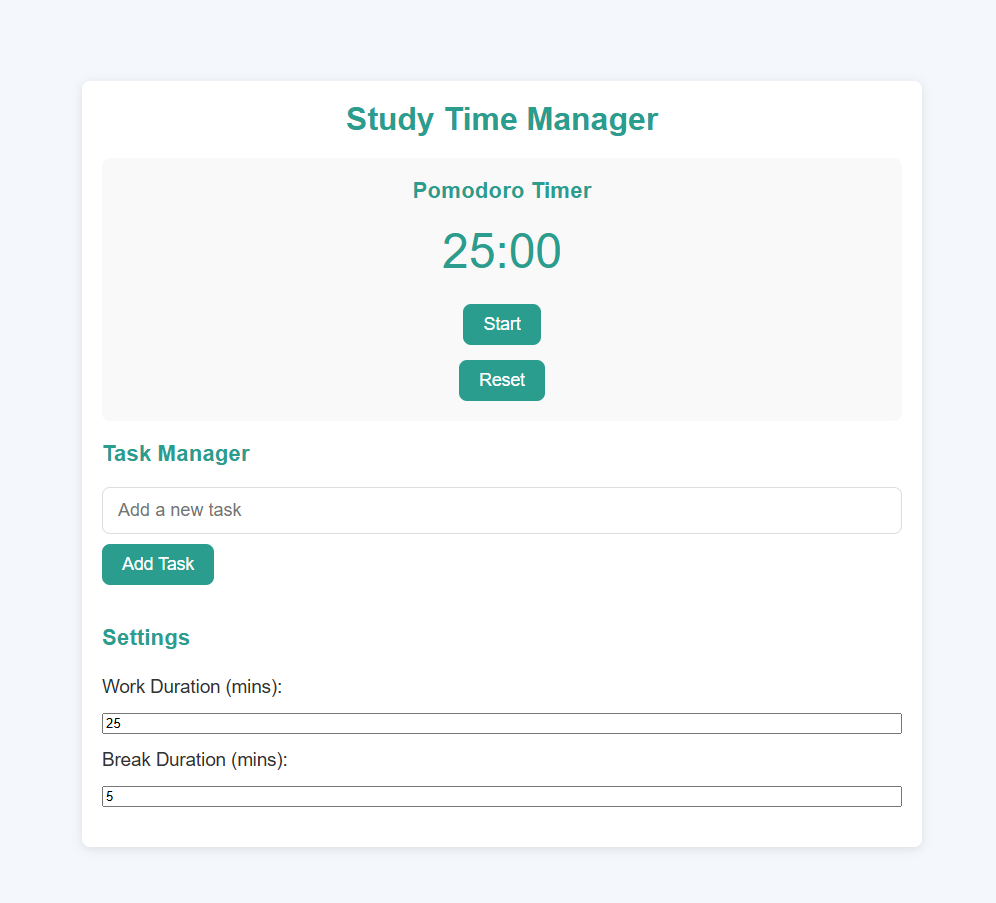 Study Time Manager
Pomodoro Timer
25:00
Start
Reset
Task Manager
Add a new task
Add Task
Settings
Work Duration (mins):
25
Break Duration (mins):
5